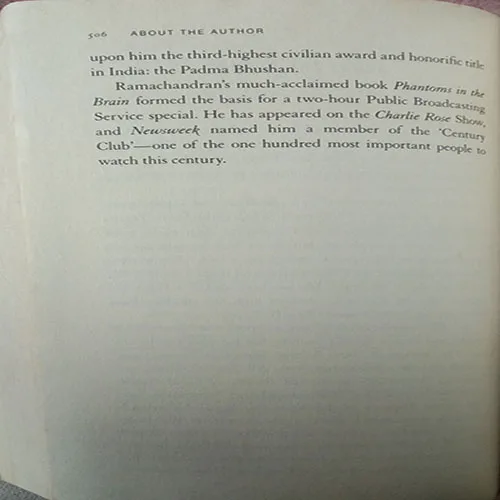 506 ABOUT THE AUTHOR
upon him the third-highest civilian award and honorific title
in India: the Padma Bhushan.
Ramachandran's much-acclaimed book Phantoms in the
Brain formed the basis for a two-hour Public Broadcasting
Service special. He has appeared on the Charlie Rose Show,
and Newsweek named him a member of the 'Century
Club'—one of the one hundred most important people to
watch this century.